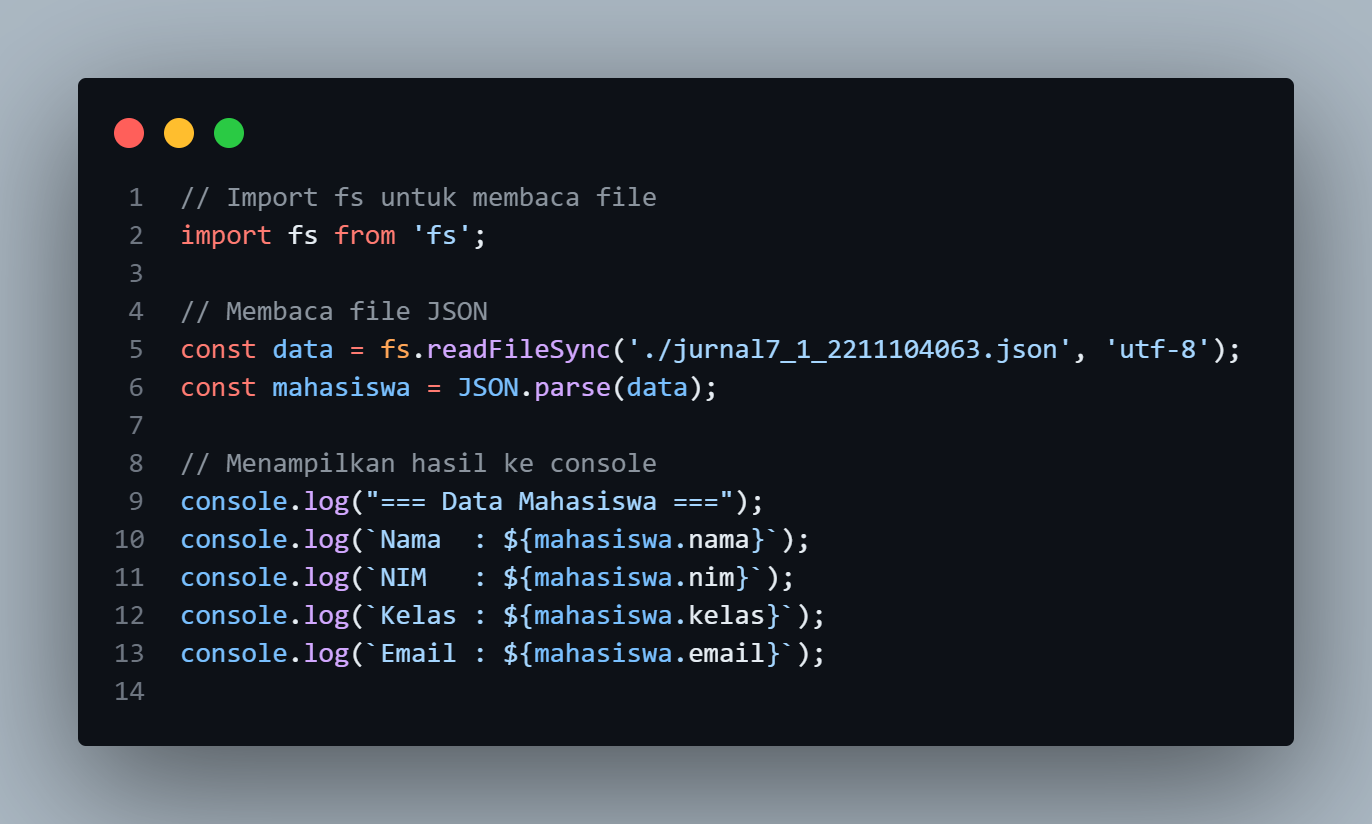 1 // Import fs untuk membaca file
2 import fs from 'fs';
3
4 // Membaca file JSON
5 const data = fs.readFileSync('./jurnal7_1_2211104063.json', 'utf-8');
6 const mahasiswa = JSON.parse(data);
7
8 // Menampilkan hasil ke console
9 console.log("=== Data Mahasiswa ===");
10 console.log(`Nama  : ${mahasiswa.nama}`);
11 console.log(`NIM   : ${mahasiswa.nim}`);
12 console.log(`Kelas : ${mahasiswa.kelas}`);
13 console.log(`Email : ${mahasiswa.email}`);
14